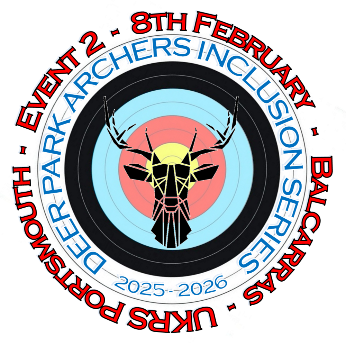 Event 2 - 8th February - Balcarras - UKRS Portsmouth -
DEER PARK ARCHERS INCLUSION SERIES
2025 - 2026